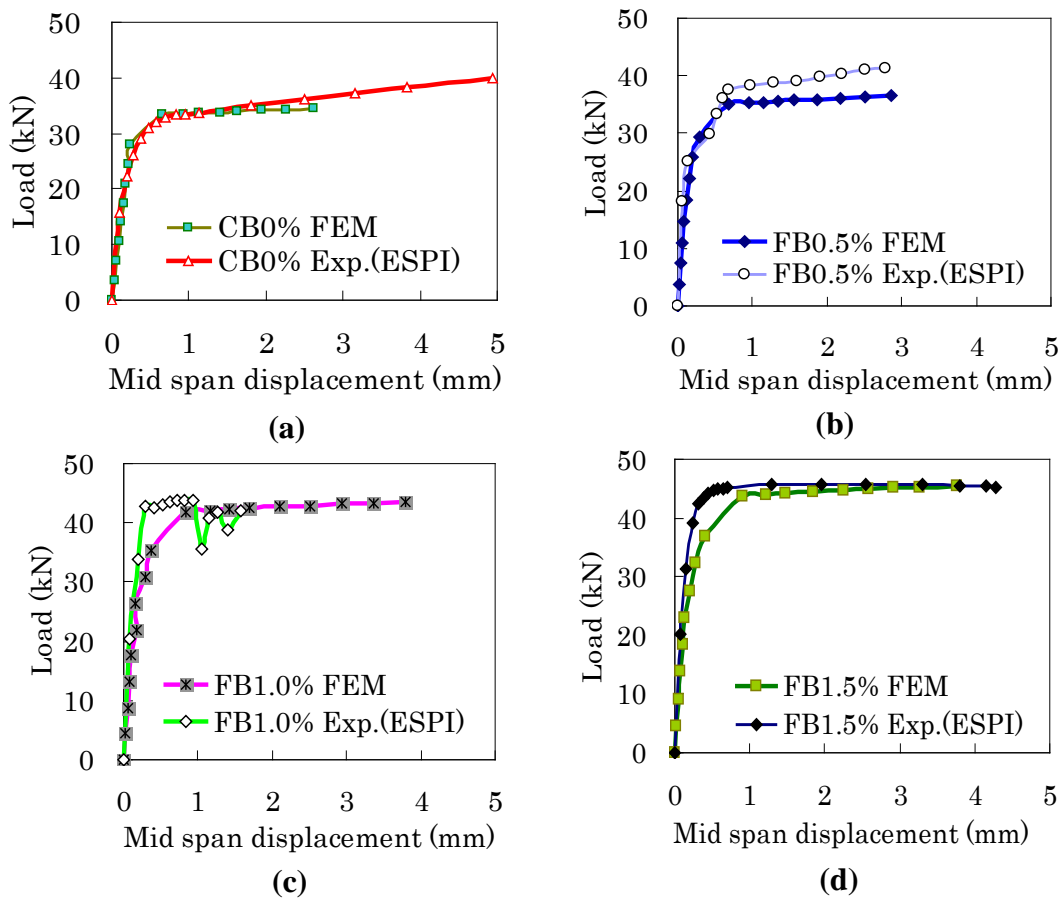 50
40
30
20
10
0
Load (kN)
CB0% FEM
CB0% Exp.(ESPI)
0 1 2 3 4 5
Mid span displacement (mm)
(a)
50
40
30
20
10
0
Load (kN)
FB0.5% FEM
FB0.5% Exp.(ESPI)
0 1 2 3 4 5
Mid span displacement (mm)
(b)
50
40
30
20
10
0
Load (kN)
FB1.0% FEM
FB1.0% Exp.(ESPI)
0 1 2 3 4 5
Mid span displacement (mm)
(c)
50
40
30
20
10
0
Load (kN)
FB1.5% FEM
FB1.5% Exp.(ESPI)
0 1 2 3 4 5
Mid span displacement (mm)
(d)